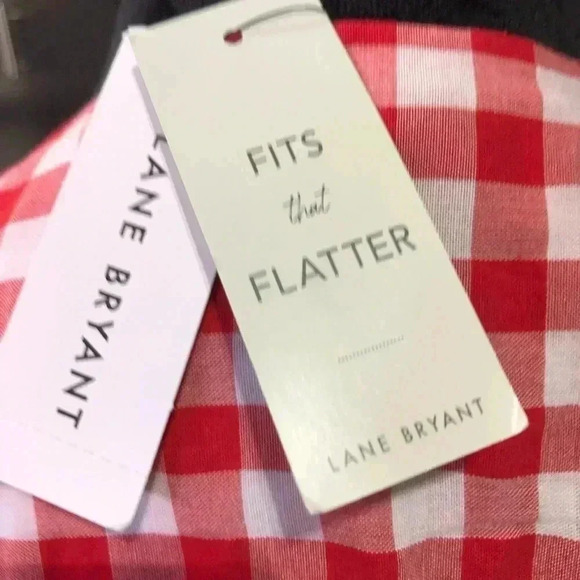 LANE BRYANT
FITS
that
FLATTER
LANE BRYANT